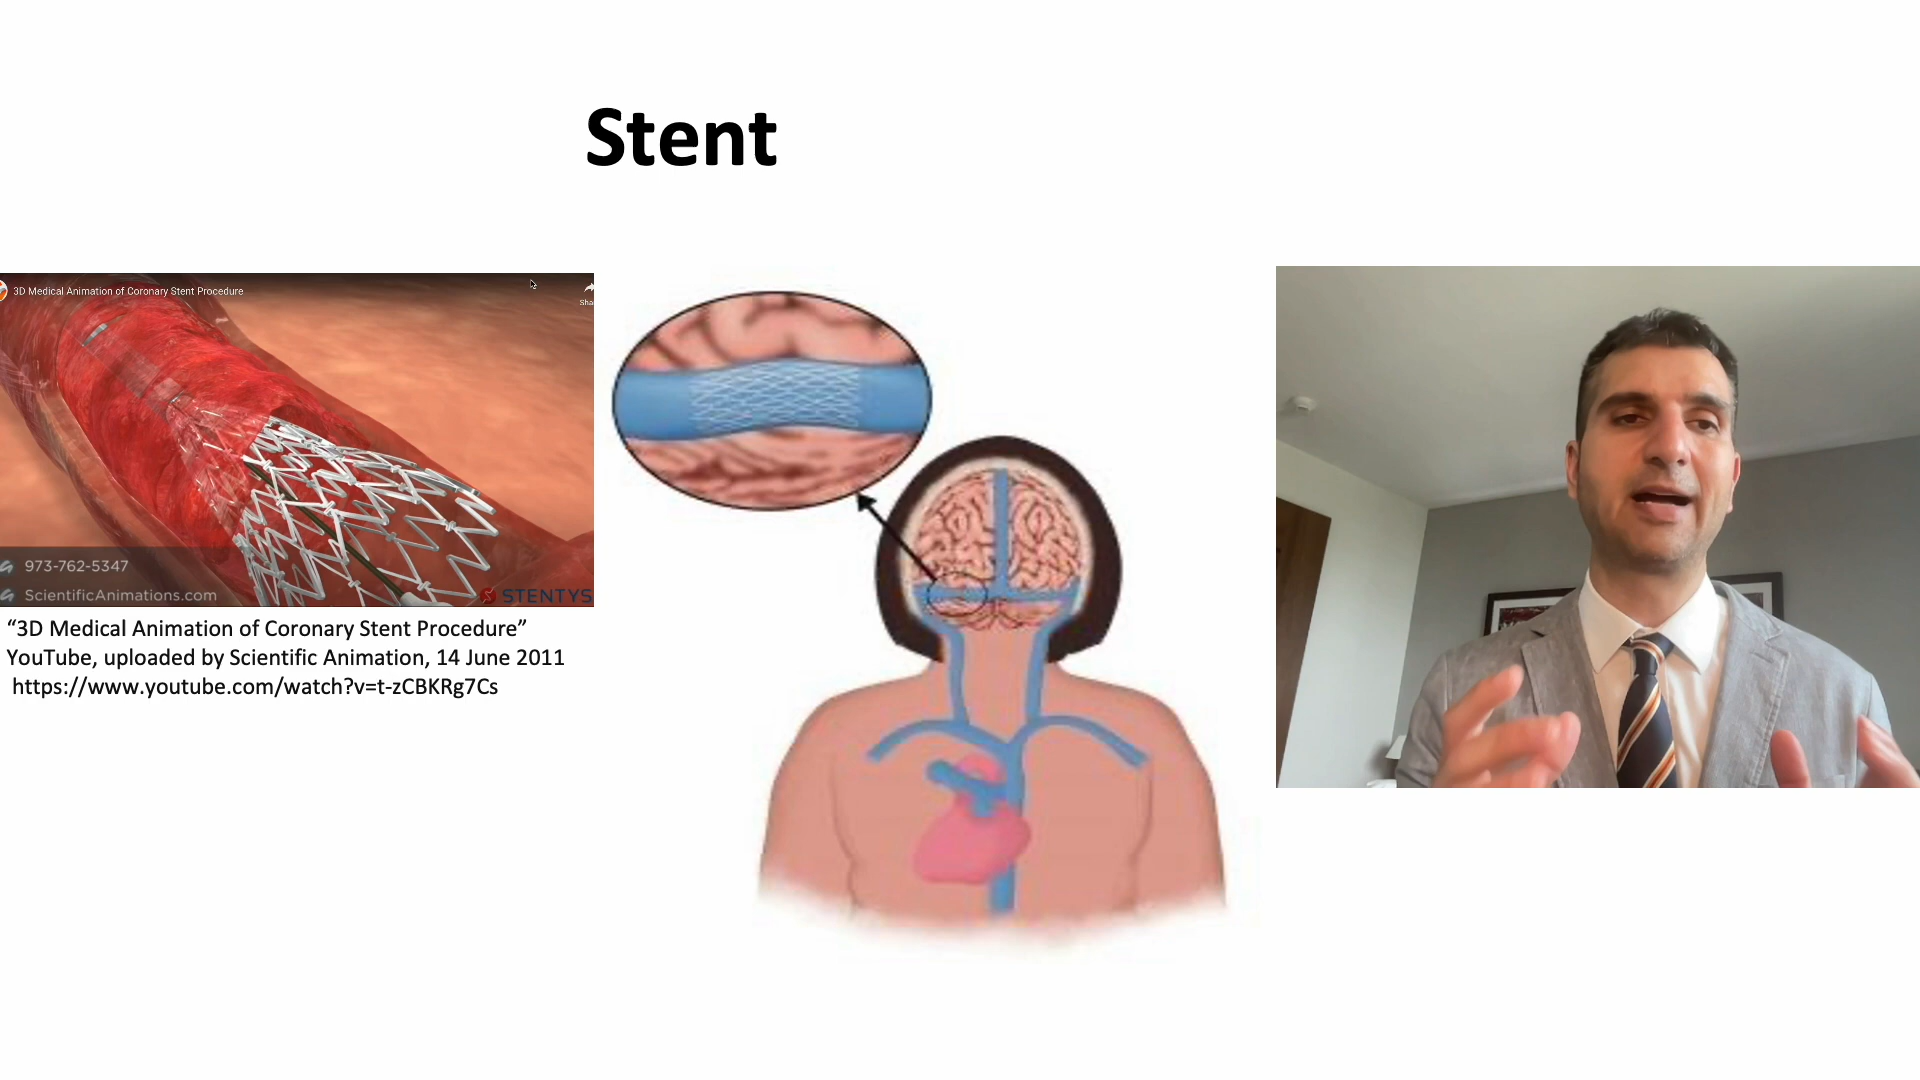 Stent
3D Medical Animation of Coronary Stent Procedure
973-762-5347
ScientificAnimations.com
STENTYS
“3D Medical Animation of Coronary Stent Procedure”
YouTube, uploaded by Scientific Animation, 14 June 2011
https://www.youtube.com/watch?v=t-zCBKRg7Cs